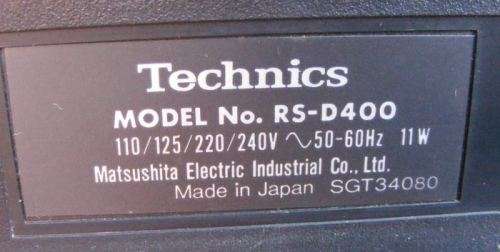 Technics
MODEL No. RS-D400
110/125/220/240V ∿50-60Hz 11W
Matsushita Electric Industrial Co., Ltd.
Made in Japan SGT34080